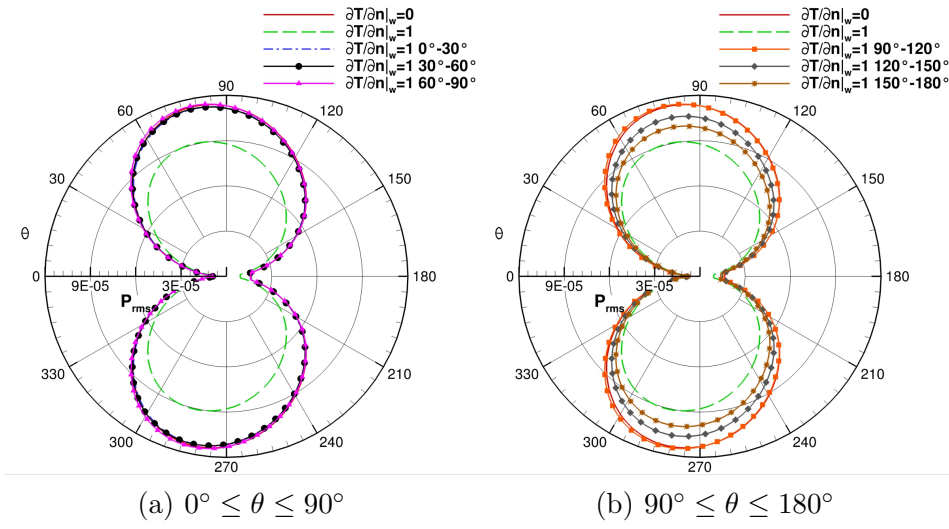 ∂T/∂n|w=0
∂T/∂n|w=1
∂T/∂n|w=1 0°-30°
∂T/∂n|w=1 30°-60°
∂T/∂n|w=1 60°-90°
90
60
120
30
150
θ
0
180
9E-05
3E-05
Prms
330
210
300
240
270
(a) 0° ≤ θ ≤ 90°
∂T/∂n|w=0
∂T/∂n|w=1
∂T/∂n|w=1 90°-120°
∂T/∂n|w=1 120°-150°
∂T/∂n|w=1 150°-180°
90
60
120
30
150
θ
0
180
9E-05
3E-05
Prms
330
210
300
240
270
(b) 90° ≤ θ ≤ 180°